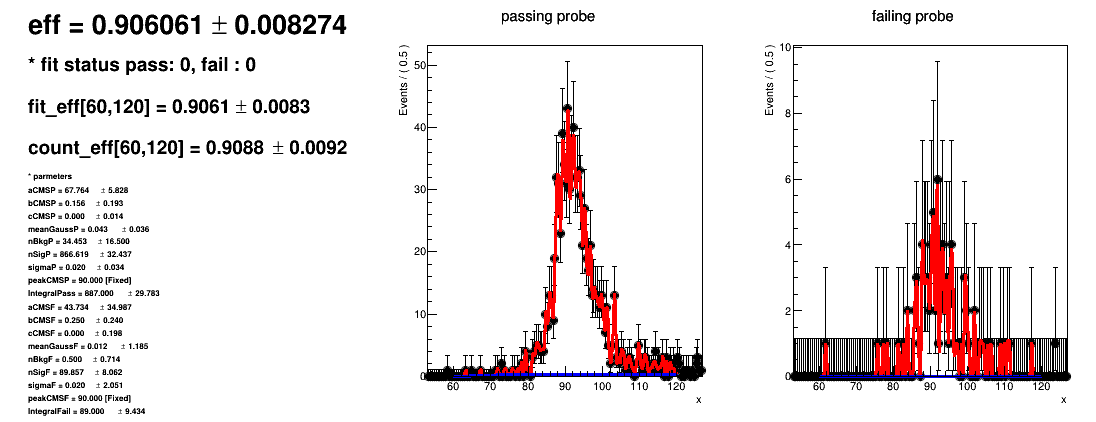 eff = 0.906061 ± 0.008274
* fit status pass: 0, fail : 0
fit_eff[60,120] = 0.9061 ± 0.0083
count_eff[60,120] = 0.9088 ± 0.0092
* parmeters
aCMSP = 67.764 ± 5.828
bCMSP = 0.156 ± 0.193
cCMSP = 0.000 ± 0.014
meanGaussP = 0.043 ± 0.036
nBkgP = 34.453 ± 16.500
nSigP = 866.619 ± 32.437
sigmaP = 0.020 ± 0.034
peakCMSP = 90.000 [Fixed]
IntegralPass = 887.000 ± 29.783
aCMSF = 43.734 ± 34.987
bCMSF = 0.250 ± 0.240
cCMSF = 0.000 ± 0.198
meanGaussF = 0.012 ± 1.185
nBkgF = 0.500 ± 0.714
nSigF = 89.857 ± 8.062
sigmaF = 0.020 ± 2.051
peakCMSF = 90.000 [Fixed]
IntegralFail = 89.000 ± 9.434
passing probe
Events / ( 0.5 )
50
40
30
20
10
0
60 70 80 90 100 110 120
x
failing probe
Events / ( 0.5 )
10
8
6
4
2
0
60 70 80 90 100 110 120
x